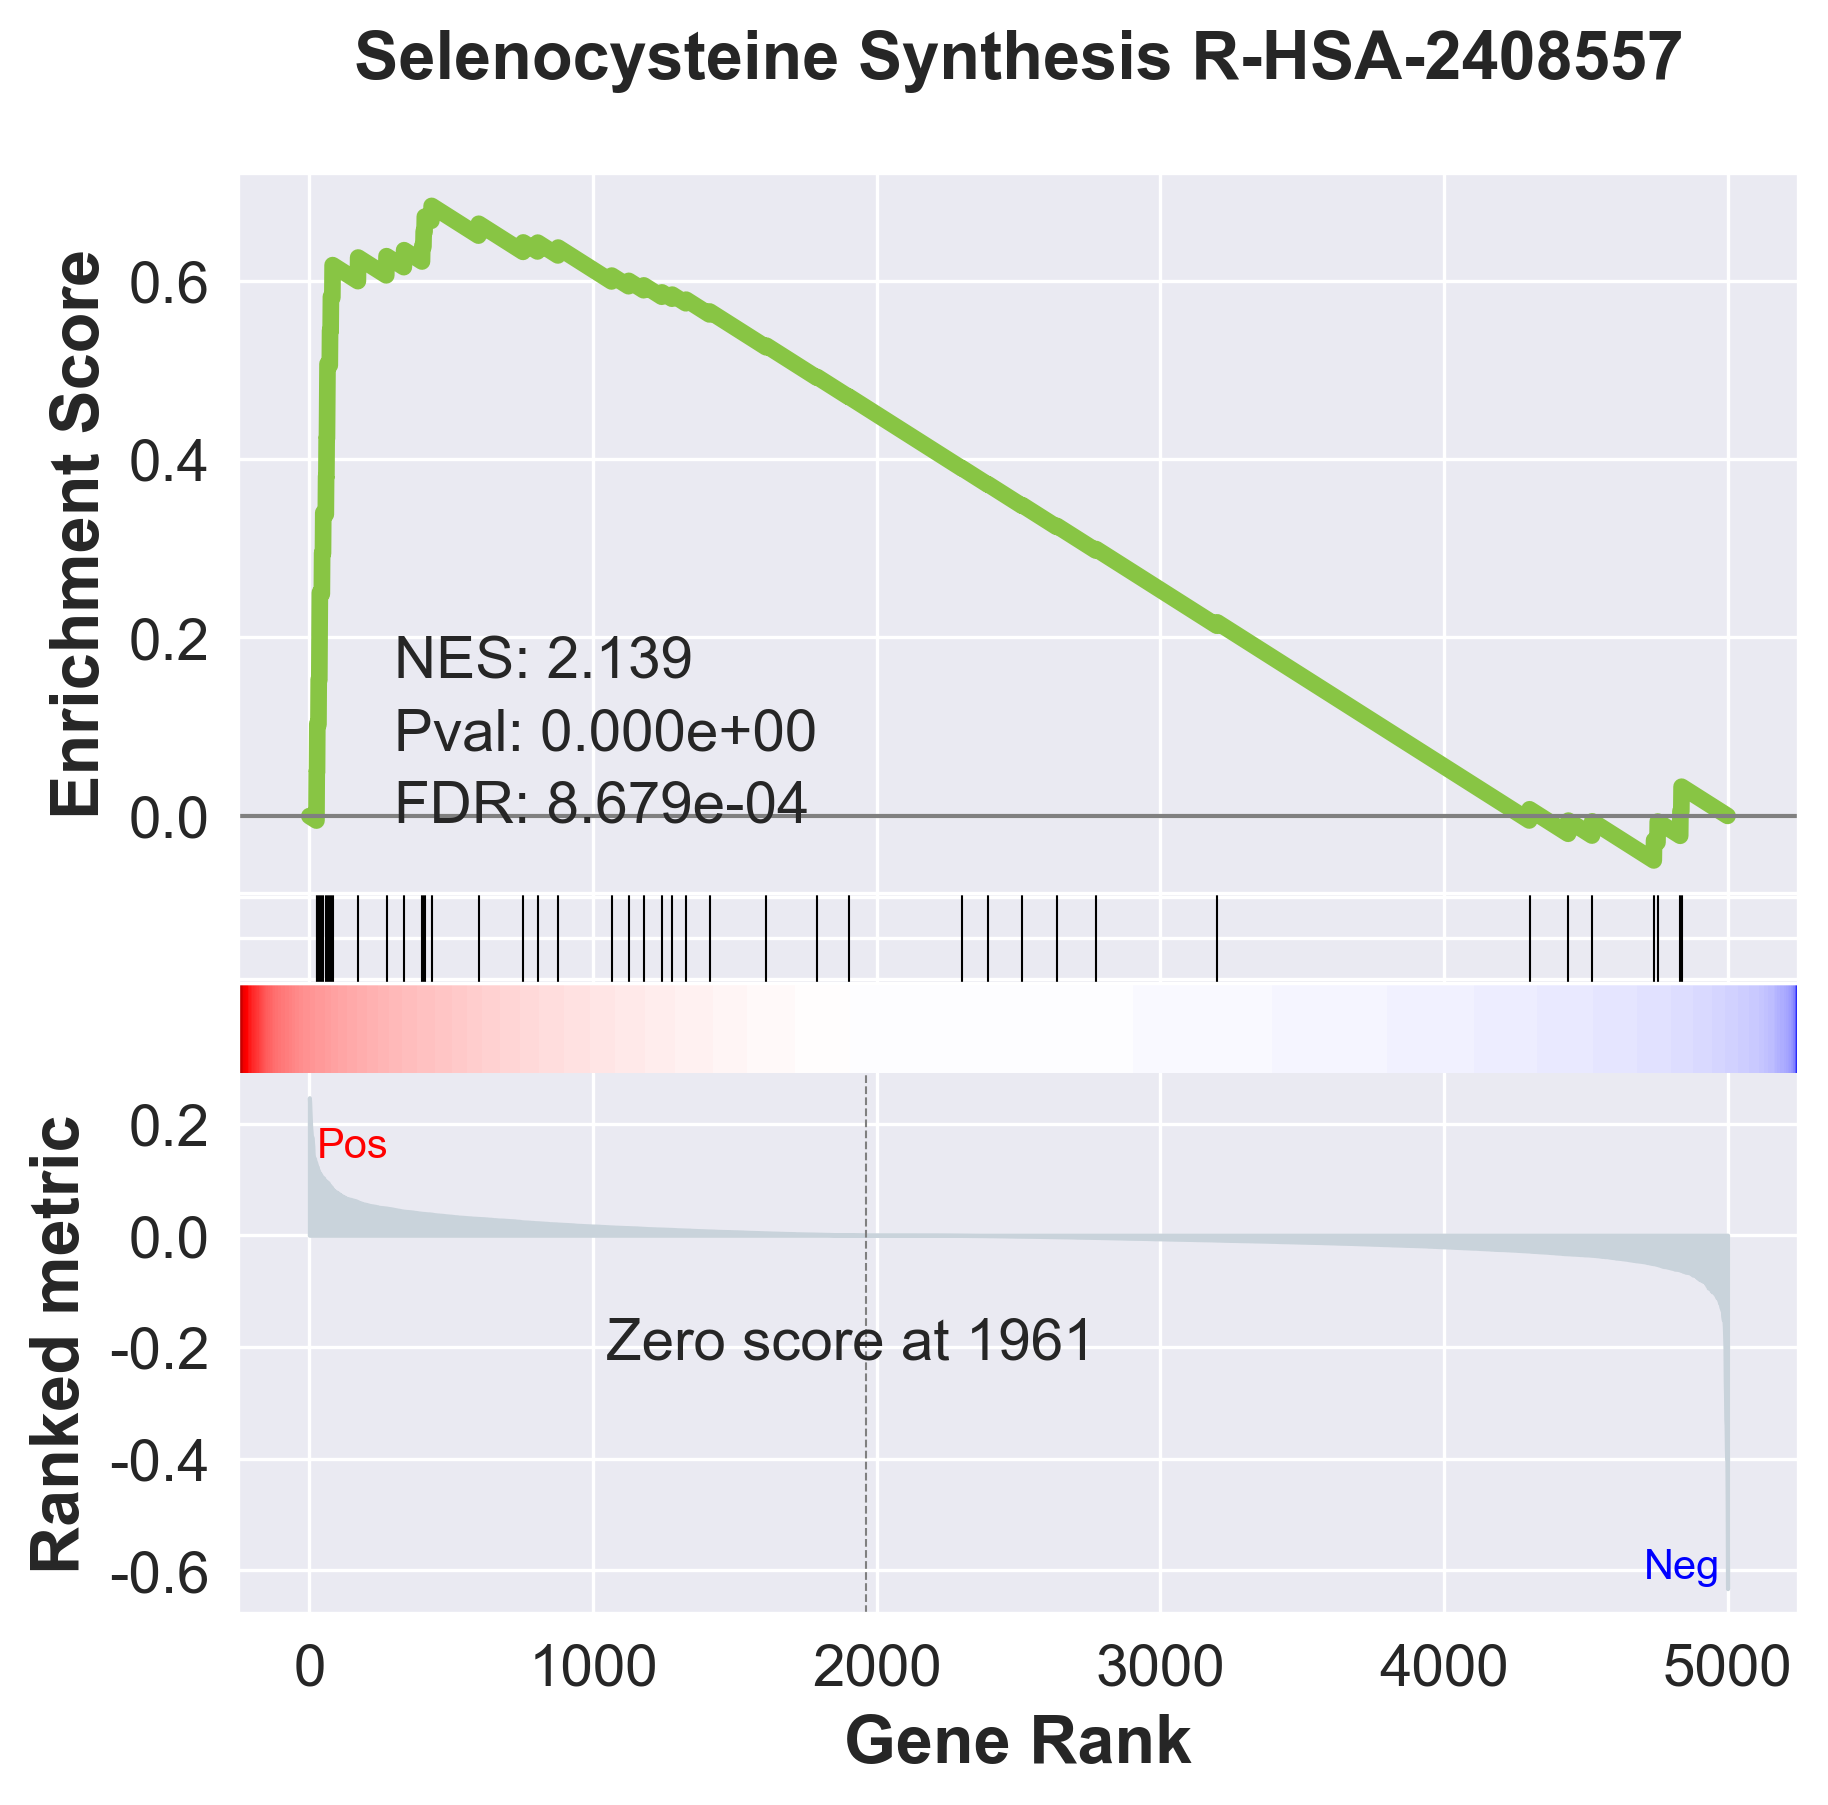 Selenocysteine Synthesis R-HSA-2408557
Enrichment Score
0.6
0.4
0.2
0.0
NES: 2.139
Pval: 0.000e+00
FDR: 8.679e-04
Ranked metric
0.2
0.0
-0.2
-0.4
-0.6
Pos
Zero score at 1961
Neg
0 1000 2000 3000 4000 5000
Gene Rank